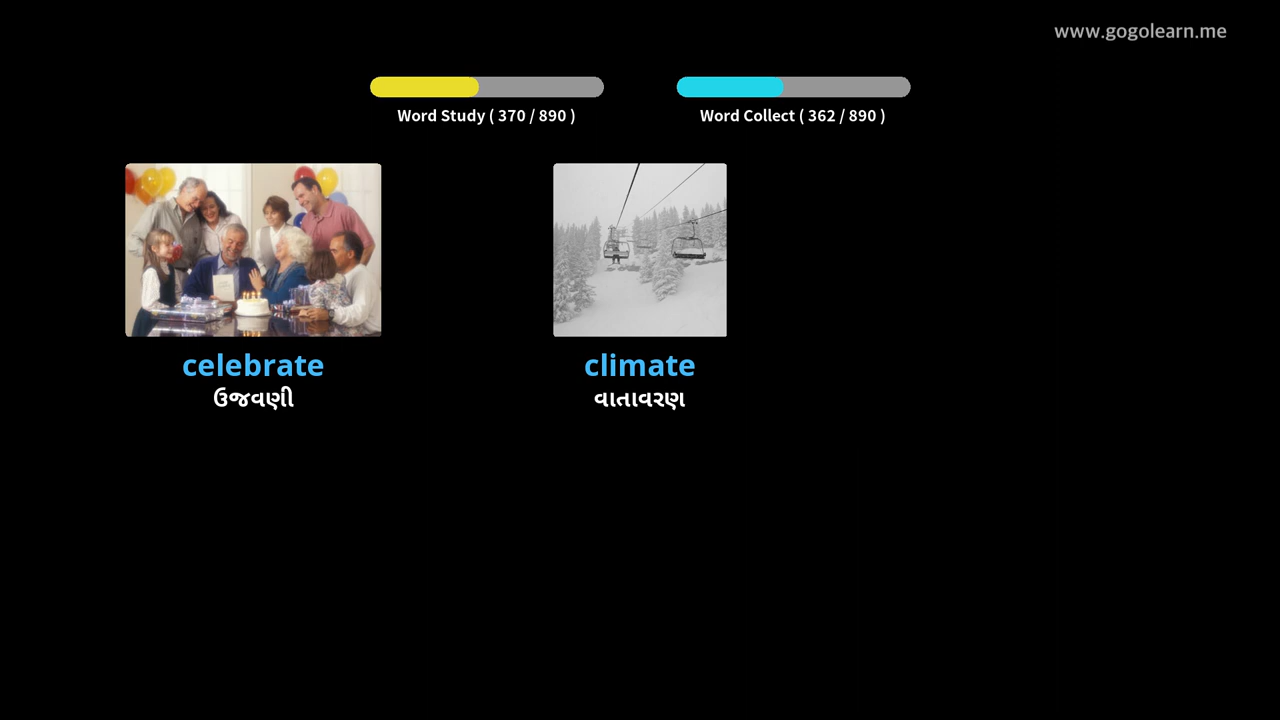 www.gogolearn.me
Word Study ( 370 / 890 )
Word Collect ( 362 / 890 )
celebrate
ઉજવણી
climate
વાતાવરણ